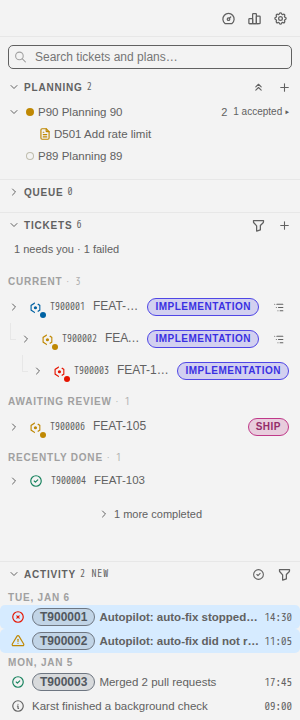 Search tickets and plans…
PLANNING 2
P90 Planning 90 2 1 accepted ▸
D501 Add rate limit
P89 Planning 89
QUEUE 0
TICKETS 6
1 needs you · 1 failed
CURRENT · 3
T900001 FEAT-… IMPLEMENTATION
T900002 FEA… IMPLEMENTATION
T900003 FEAT-1… IMPLEMENTATION
AWAITING REVIEW · 1
T900006 FEAT-105 SHIP
RECENTLY DONE · 1
T900004 FEAT-103
1 more completed
ACTIVITY 2 NEW
TUE, JAN 6
T900001 Autopilot: auto-fix stopped… 14:30
T900002 Autopilot: auto-fix did not r… 11:05
MON, JAN 5
T900003 Merged 2 pull requests 17:45
Karst finished a background check 09:00